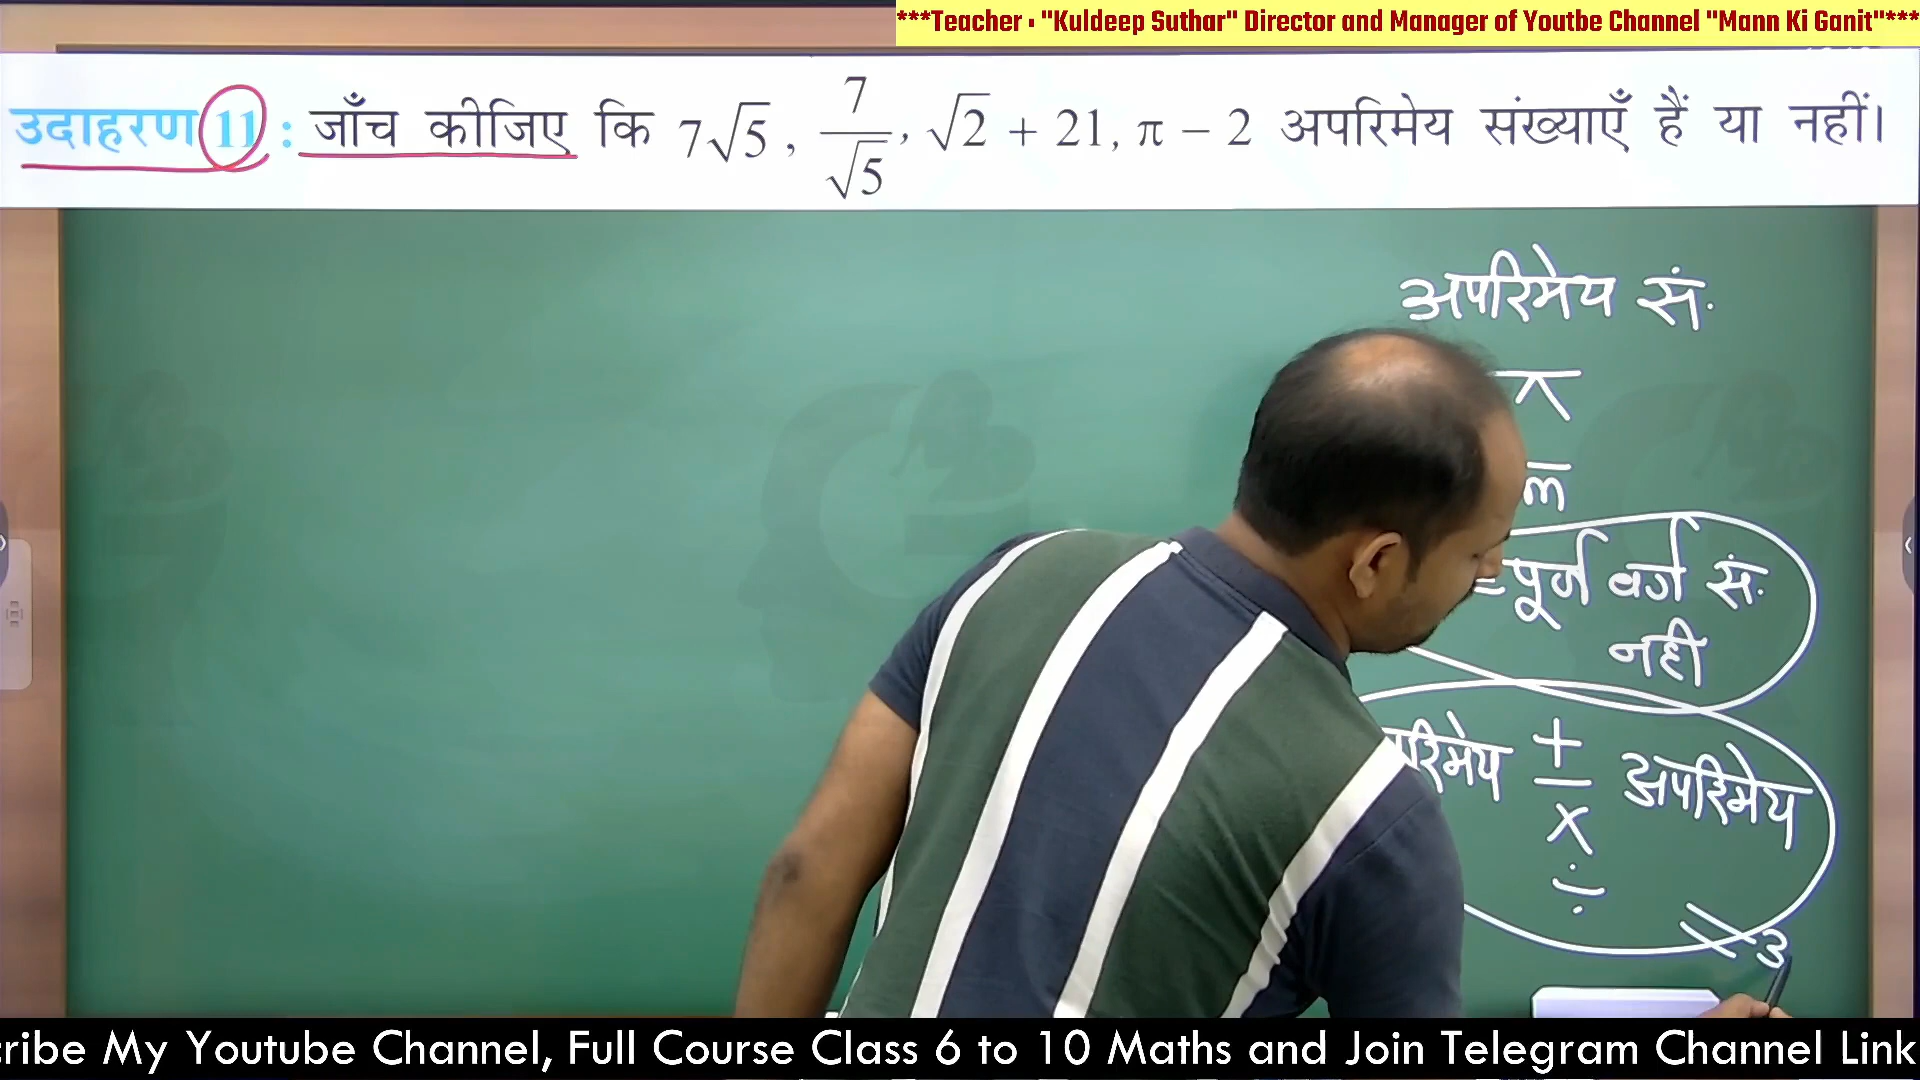 ***Teacher : "Kuldeep Suthar" Director and Manager of Youtbe Channel "Mann Ki Ganit"***
उदाहरण 11 : जाँच कीजिए कि 7√5 , 7/√5 , √2 + 21, π – 2 अपरिमेय संख्याएँ हैं या नहीं।
अपरिमेय सं.
π
पूर्ण वर्ग सं.
नही
+ अपरिमेय
–
×
÷
cribe My Youtube Channel, Full Course Class 6 to 10 Maths and Join Telegram Channel Link